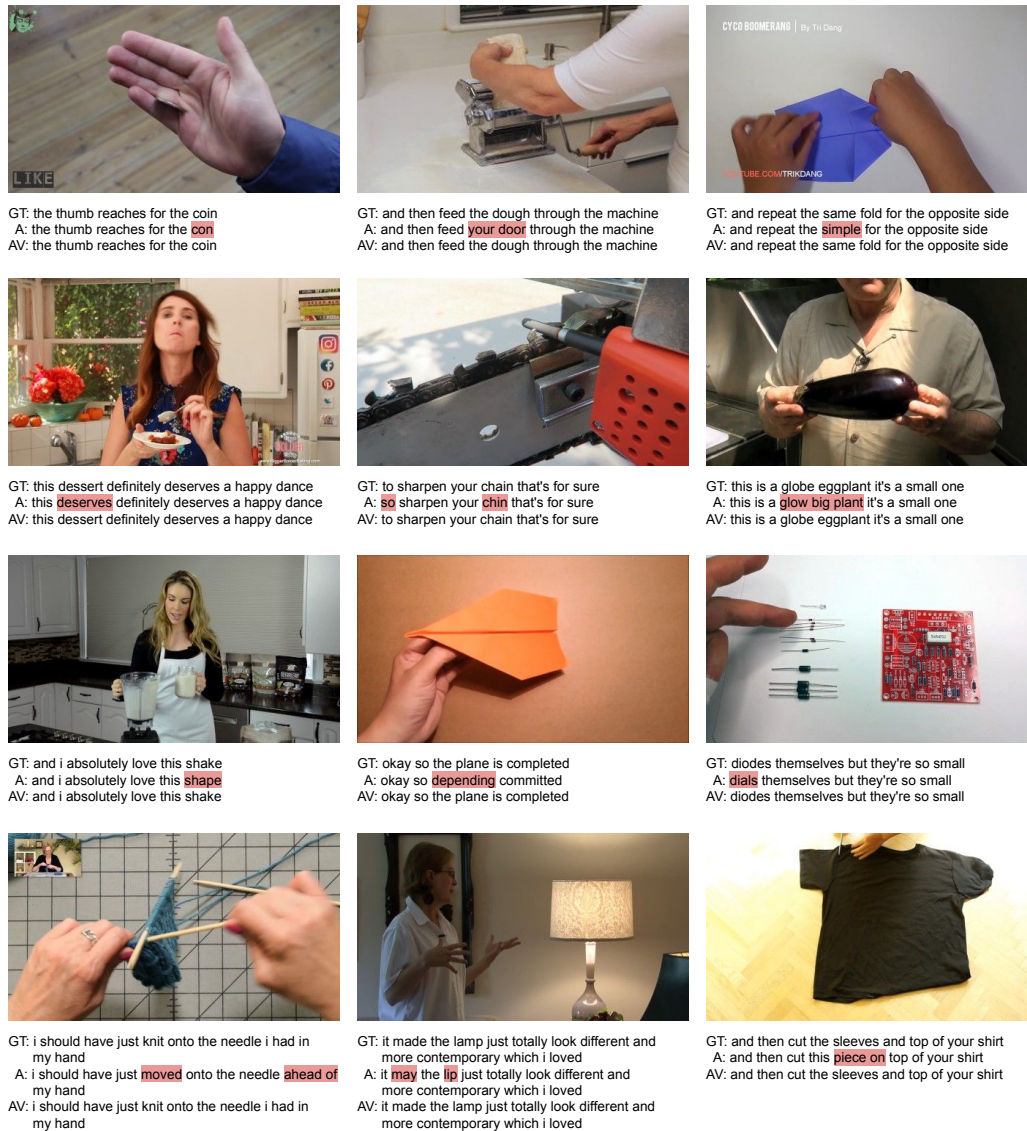 LIKE
CYCO BOOMERANG | By Tri Dang
YOUTUBE.COM/TRIKDANG
GT: the thumb reaches for the coin
A: the thumb reaches for the con
AV: the thumb reaches for the coin
GT: and then feed the dough through the machine
A: and then feed your door through the machine
AV: and then feed the dough through the machine
GT: and repeat the same fold for the opposite side
A: and repeat the simple for the opposite side
AV: and repeat the same fold for the opposite side
GT: this dessert definitely deserves a happy dance
A: this deserves definitely deserves a happy dance
AV: this dessert definitely deserves a happy dance
GT: to sharpen your chain that's for sure
A: so sharpen your chin that's for sure
AV: to sharpen your chain that's for sure
GT: this is a globe eggplant it's a small one
A: this is a glow big plant it's a small one
AV: this is a globe eggplant it's a small one
GT: and i absolutely love this shake
A: and i absolutely love this shape
AV: and i absolutely love this shake
GT: okay so the plane is completed
A: okay so depending committed
AV: okay so the plane is completed
GT: diodes themselves but they're so small
A: dials themselves but they're so small
AV: diodes themselves but they're so small
GT: i should have just knit onto the needle i had in
my hand
A: i should have just moved onto the needle ahead of
my hand
AV: i should have just knit onto the needle i had in
my hand
GT: it made the lamp just totally look different and
more contemporary which i loved
A: it may the lip just totally look different and
more contemporary which i loved
AV: it made the lamp just totally look different and
more contemporary which i loved
GT: and then cut the sleeves and top of your shirt
A: and then cut this piece on top of your shirt
AV: and then cut the sleeves and top of your shirt